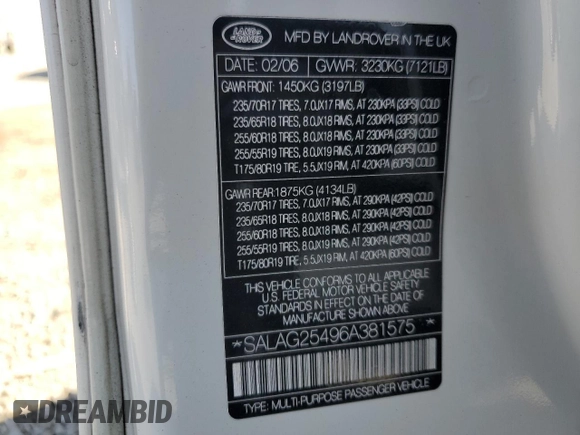 LAND ROVER
MFD BY LANDROVER IN THE UK
DATE: 02/06 GVWR: 3230KG (7121LB)
GAWR FRONT: 1450KG (3197LB)
235/70R17 TIRES, 7.0JX17 RIMS, AT 230KPA (33PSI) COLD
235/65R18 TIRES, 8.0JX18 RIMS, AT 230KPA (33PSI) COLD
255/60R18 TIRES, 8.0JX18 RIMS, AT 230KPA (33PSI) COLD
255/55R19 TIRES, 8.0JX19 RIMS, AT 230KPA (33PSI) COLD
T175/80R19 TIRE, 5.5JX19 RIM, AT 420KPA (60PSI) COLD
GAWR REAR:1875KG (4134LB)
235/70R17 TIRES, 7.0JX17 RIMS, AT 290KPA (42PSI) COLD
235/65R18 TIRES, 8.0JX18 RIMS, AT 290KPA (42PSI) COLD
255/60R18 TIRES, 8.0JX18 RIMS, AT 290KPA (42PSI) COLD
255/55R19 TIRES, 8.0JX19 RIMS, AT 290KPA (42PSI) COLD
T175/80R19 TIRE, 5.5JX19 RIM, AT 420KPA (60PSI) COLD
THIS VEHICLE CONFORMS TO ALL APPLICABLE
U.S. FEDERAL MOTOR VEHICLE SAFETY
STANDARDS IN EFFECT ON THE DATE OF
MANUFACTURE SHOWN ABOVE
*SALAG25496A381575*
TYPE: MULTI-PURPOSE PASSENGER VEHICLE
DREAMBID